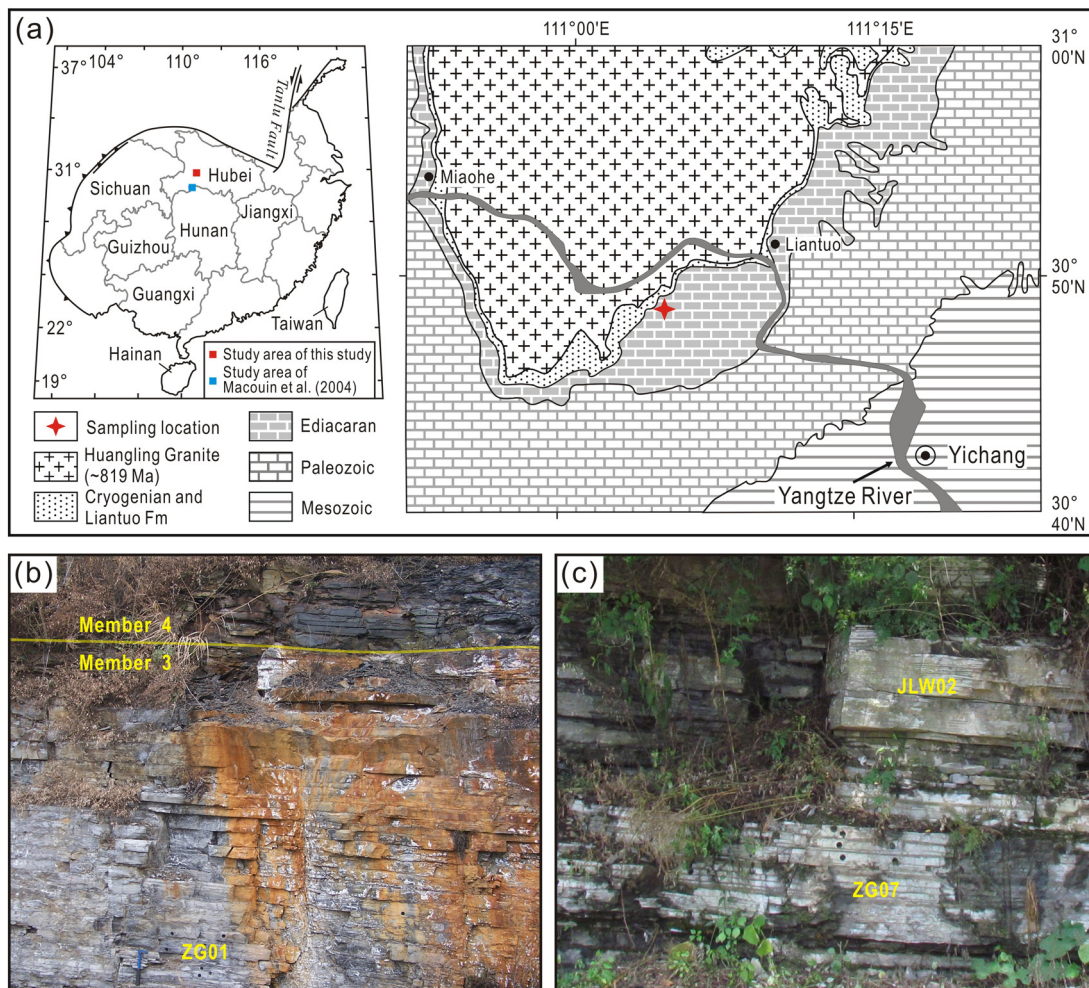 (a)
104°
110°
116°
37°
31°
22°
19°
Tanlu Fault
Sichuan
Hubei
Jiangxi
Hunan
Guizhou
Guangxi
Taiwan
Hainan
Study area of this study
Study area of
Macouin et al. (2004)
Sampling location
Huangling Granite
(~819 Ma)
Cryogenian and
Liantuo Fm
Ediacaran
Paleozoic
Mesozoic
111°00'E
111°15'E
31°
00'N
30°
50'N
30°
40'N
Miaohe
Liantuo
Yichang
Yangtze River
(b)
Member 4
Member 3
ZG01
(c)
JLW02
ZG07